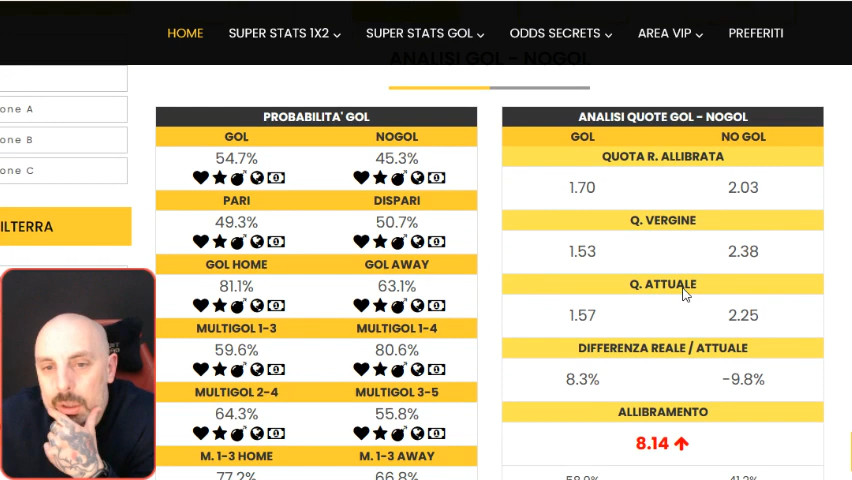 HOME SUPER STATS 1X2 SUPER STATS GOL ODDS SECRETS AREA VIP PREFERITI
ANALISI GOL - NOGOL
one A
one B
one C
ILTERRA
PROBABILITA' GOL
GOL NOGOL
54.7% 45.3%
PARI DISPARI
49.3% 50.7%
GOL HOME GOL AWAY
81.1% 63.1%
MULTIGOL 1-3 MULTIGOL 1-4
59.6% 80.6%
MULTIGOL 2-4 MULTIGOL 3-5
64.3% 55.8%
M. 1-3 HOME M. 1-3 AWAY
77.2% 66.8%
ANALISI QUOTE GOL - NOGOL
GOL NO GOL
QUOTA R. ALLIBRATA
1.70 2.03
Q. VERGINE
1.53 2.38
Q. ATTUALE
1.57 2.25
DIFFERENZA REALE / ATTUALE
8.3% -9.8%
ALLIBRAMENTO
8.14